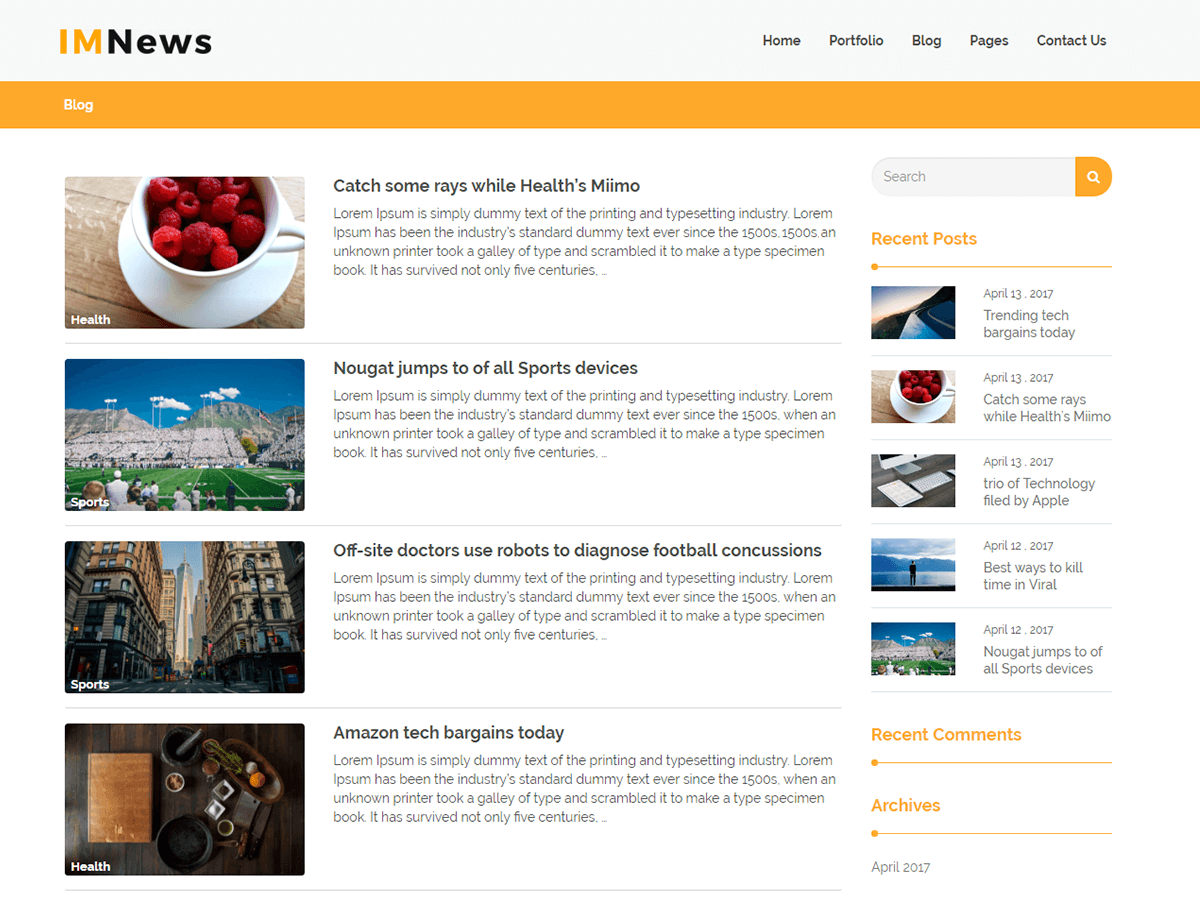 IMNews
Home Portfolio Blog Pages Contact Us
Blog
Health
Catch some rays while Health's Miimo
Lorem Ipsum is simply dummy text of the printing and typesetting industry. Lorem
Ipsum has been the industry's standard dummy text ever since the 1500s,1500s,an
unknown printer took a galley of type and scrambled it to make a type specimen
book. It has survived not only five centuries, ...
Sports
Nougat jumps to of all Sports devices
Lorem Ipsum is simply dummy text of the printing and typesetting industry. Lorem
Ipsum has been the industry's standard dummy text ever since the 1500s, when an
unknown printer took a galley of type and scrambled it to make a type specimen
book. It has survived not only five centuries, ...
Sports
Off-site doctors use robots to diagnose football concussions
Lorem Ipsum is simply dummy text of the printing and typesetting industry. Lorem
Ipsum has been the industry's standard dummy text ever since the 1500s, when an
unknown printer took a galley of type and scrambled it to make a type specimen
book. It has survived not only five centuries, ...
Health
Amazon tech bargains today
Lorem Ipsum is simply dummy text of the printing and typesetting industry. Lorem
Ipsum has been the industry's standard dummy text ever since the 1500s, when an
unknown printer took a galley of type and scrambled it to make a type specimen
book. It has survived not only five centuries, ...
Search
Recent Posts
April 13 , 2017
Trending tech
bargains today
April 13 , 2017
Catch some rays
while Health's Miimo
April 13 , 2017
trio of Technology
filed by Apple
April 12 , 2017
Best ways to kill
time in Viral
April 12 , 2017
Nougat jumps to of
all Sports devices
Recent Comments
Archives
April 2017